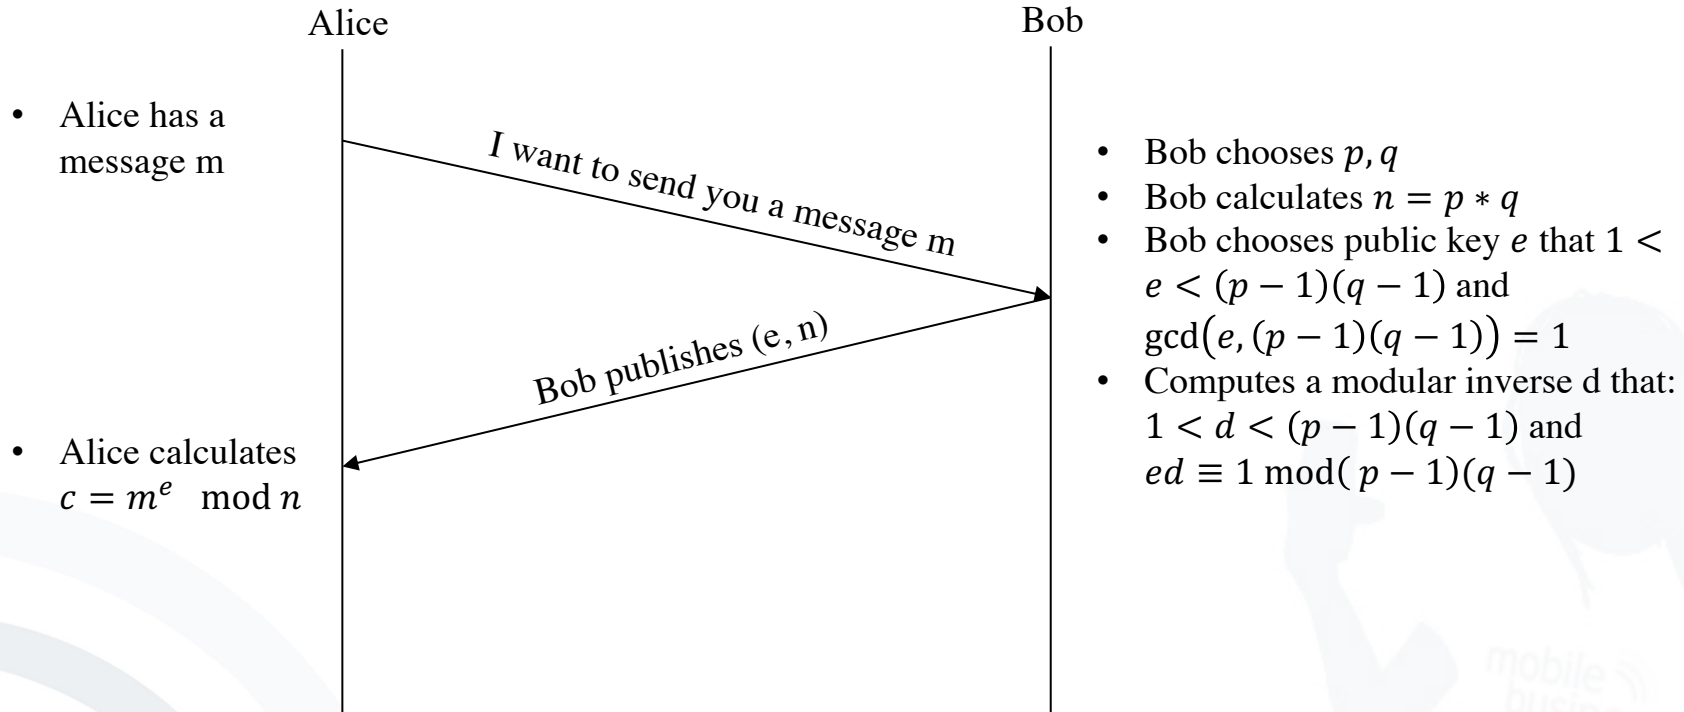 Alice
Bob
• Alice has a
message m
I want to send you a message m
• Bob chooses 𝑝, 𝑞
• Bob calculates 𝑛 = 𝑝 ∗ 𝑞
• Bob chooses public key 𝑒 that 1 <
𝑒 < (𝑝 − 1)(𝑞 − 1) and
gcd(𝑒, (𝑝 − 1)(𝑞 − 1)) = 1
• Computes a modular inverse d that:
1 < 𝑑 < (𝑝 − 1)(𝑞 − 1) and
𝑒𝑑 ≡ 1 mod( 𝑝 − 1)(𝑞 − 1)
Bob publishes (e, n)
• Alice calculates
𝑐 = 𝑚^𝑒 mod 𝑛
mobile